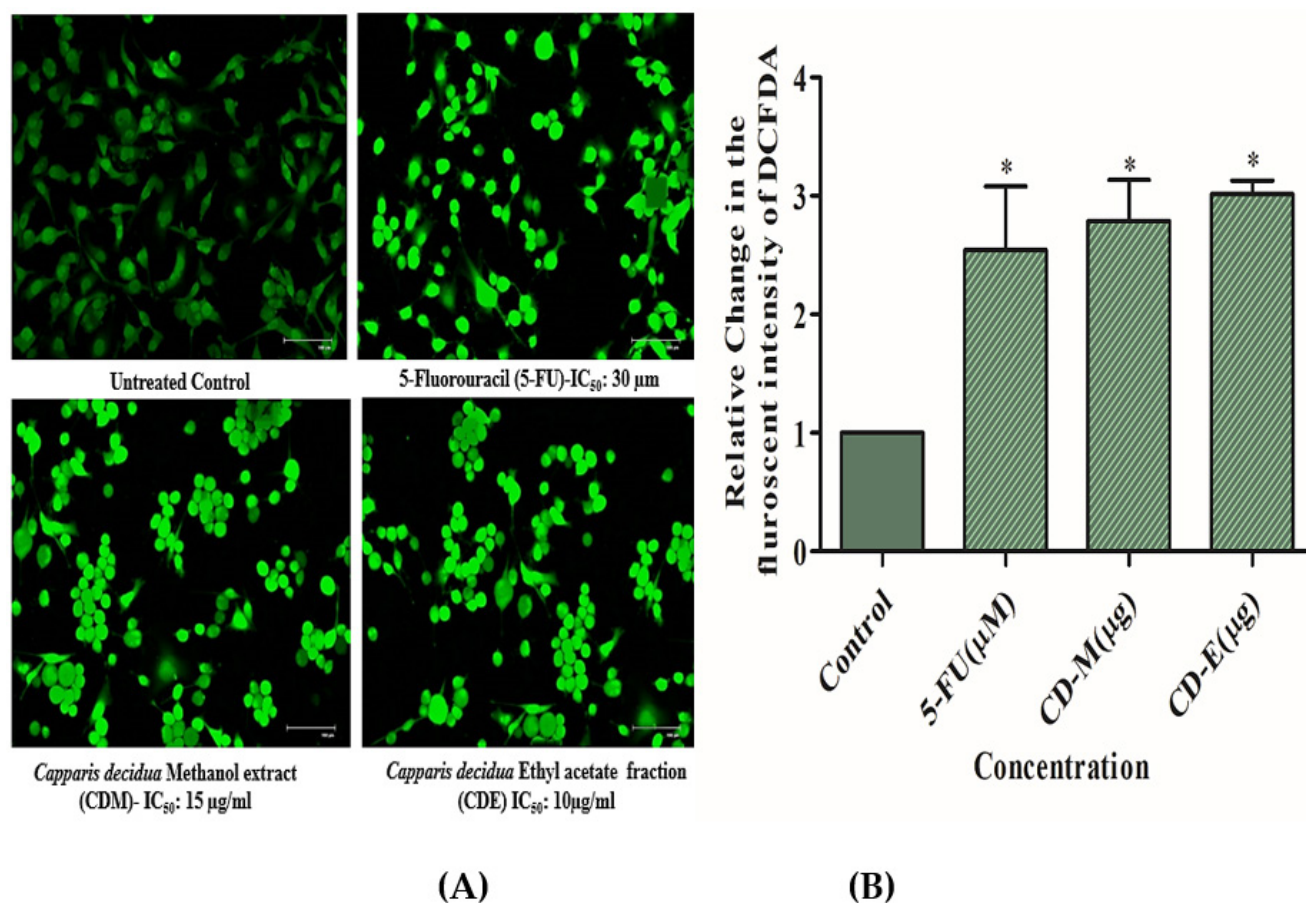 Untreated Control
5-Fluorouracil (5-FU)-IC₅₀: 30 μm
Capparis decidua Methanol extract
(CDM)- IC₅₀: 15 μg/ml
Capparis decidua Ethyl acetate fraction
(CDE) IC₅₀: 10μg/ml
(A)
Relative Change in the
fluroscent intensity of DCFDA
4
3
2
1
0
*
*
*
Control
5-FU(μM)
CD-M(μg)
CD-E(μg)
Concentration
(B)